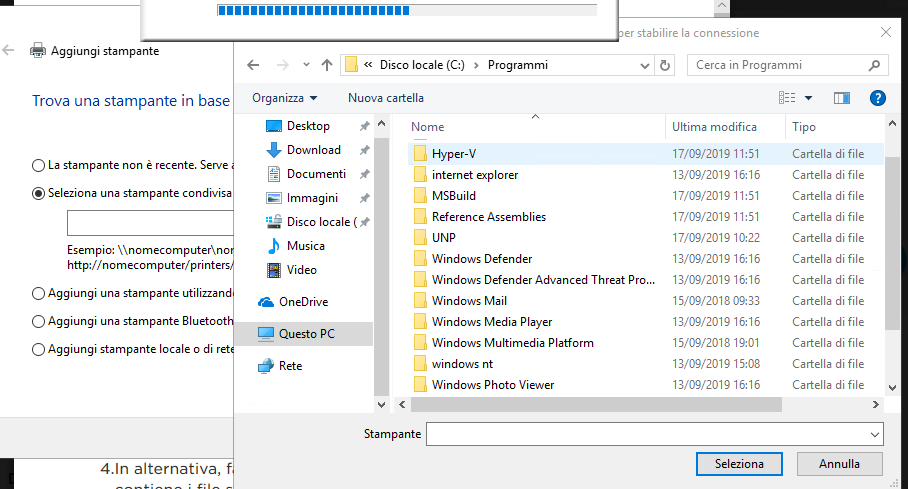 per stabilire la connessione
Aggiungi stampante
Trova una stampante in base
La stampante non è recente. Serve
Seleziona una stampante condivisa
Esempio: \\nomecomputer\
http://nomecomputer/printers/
Aggiungi una stampante utilizzando
Aggiungi una stampante Bluetooth
Aggiungi stampante locale o di rete
4.In alternativa,
contiene i file
« Disco locale (C:) › Programmi
Cerca in Programmi
Organizza
Nuova cartella
?
Desktop
Download
Documenti
Immagini
Disco locale (
Musica
Video
OneDrive
Questo PC
Rete
Nome Ultima modifica Tipo
Hyper-V 17/09/2019 11:51 Cartella di file
internet explorer 13/09/2019 16:16 Cartella di file
MSBuild 17/09/2019 11:51 Cartella di file
Reference Assemblies 17/09/2019 11:51 Cartella di file
UNP 17/09/2019 10:22 Cartella di file
Windows Defender 13/09/2019 16:16 Cartella di file
Windows Defender Advanced Threat Pro... 13/09/2019 16:16 Cartella di file
Windows Mail 15/09/2018 09:33 Cartella di file
Windows Media Player 13/09/2019 16:16 Cartella di file
Windows Multimedia Platform 15/09/2018 19:01 Cartella di file
windows nt 13/09/2019 15:08 Cartella di file
Windows Photo Viewer 13/09/2019 16:16 Cartella di file
Stampante
Seleziona Annulla